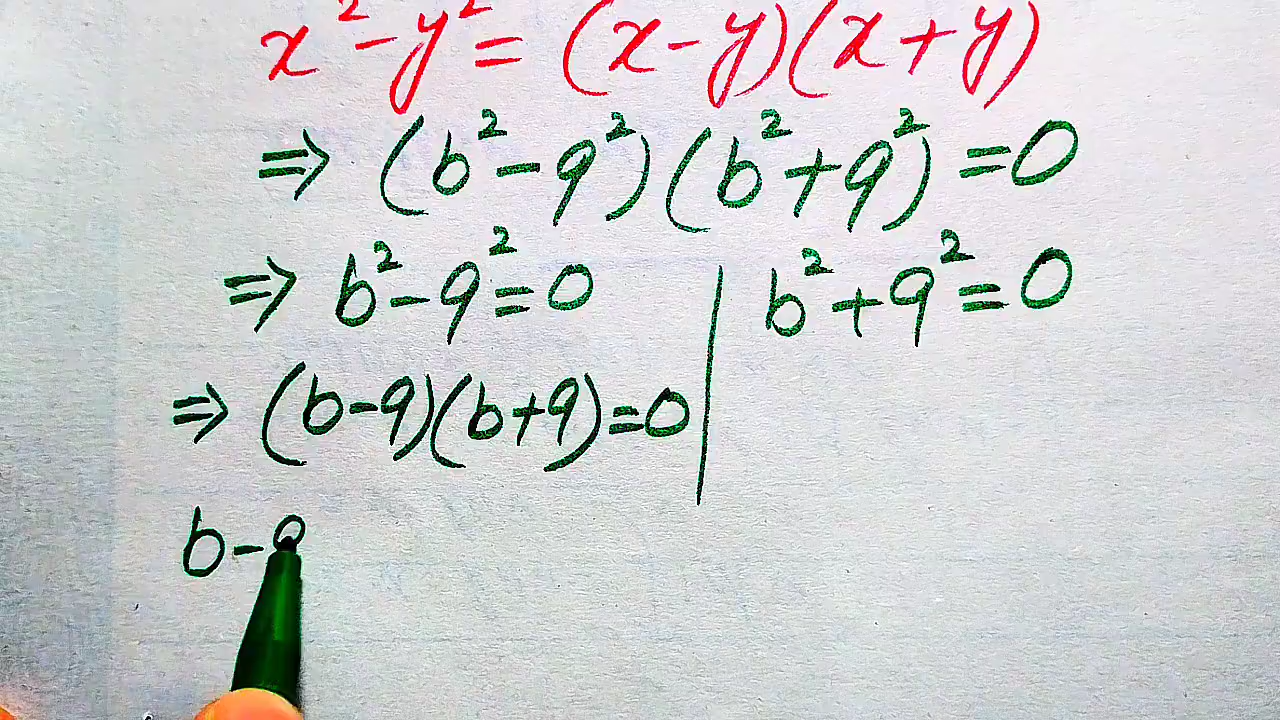 x² - y² = (x-y)(x+y)
⇒ (b² - 9²)(b² + 9²) = 0
⇒ b² - 9² = 0 | b² + 9² = 0
⇒ (b-9)(b+9) = 0
b - 9